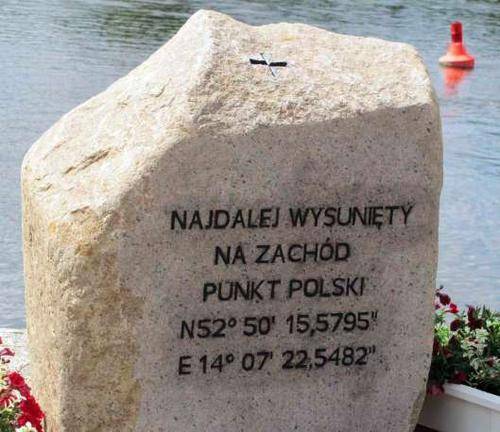 NAJDALEJ WYSUNIĘTY
NA ZACHÓD
PUNKT POLSKI
N52° 50' 15,5795"
E 14° 07' 22,5482"